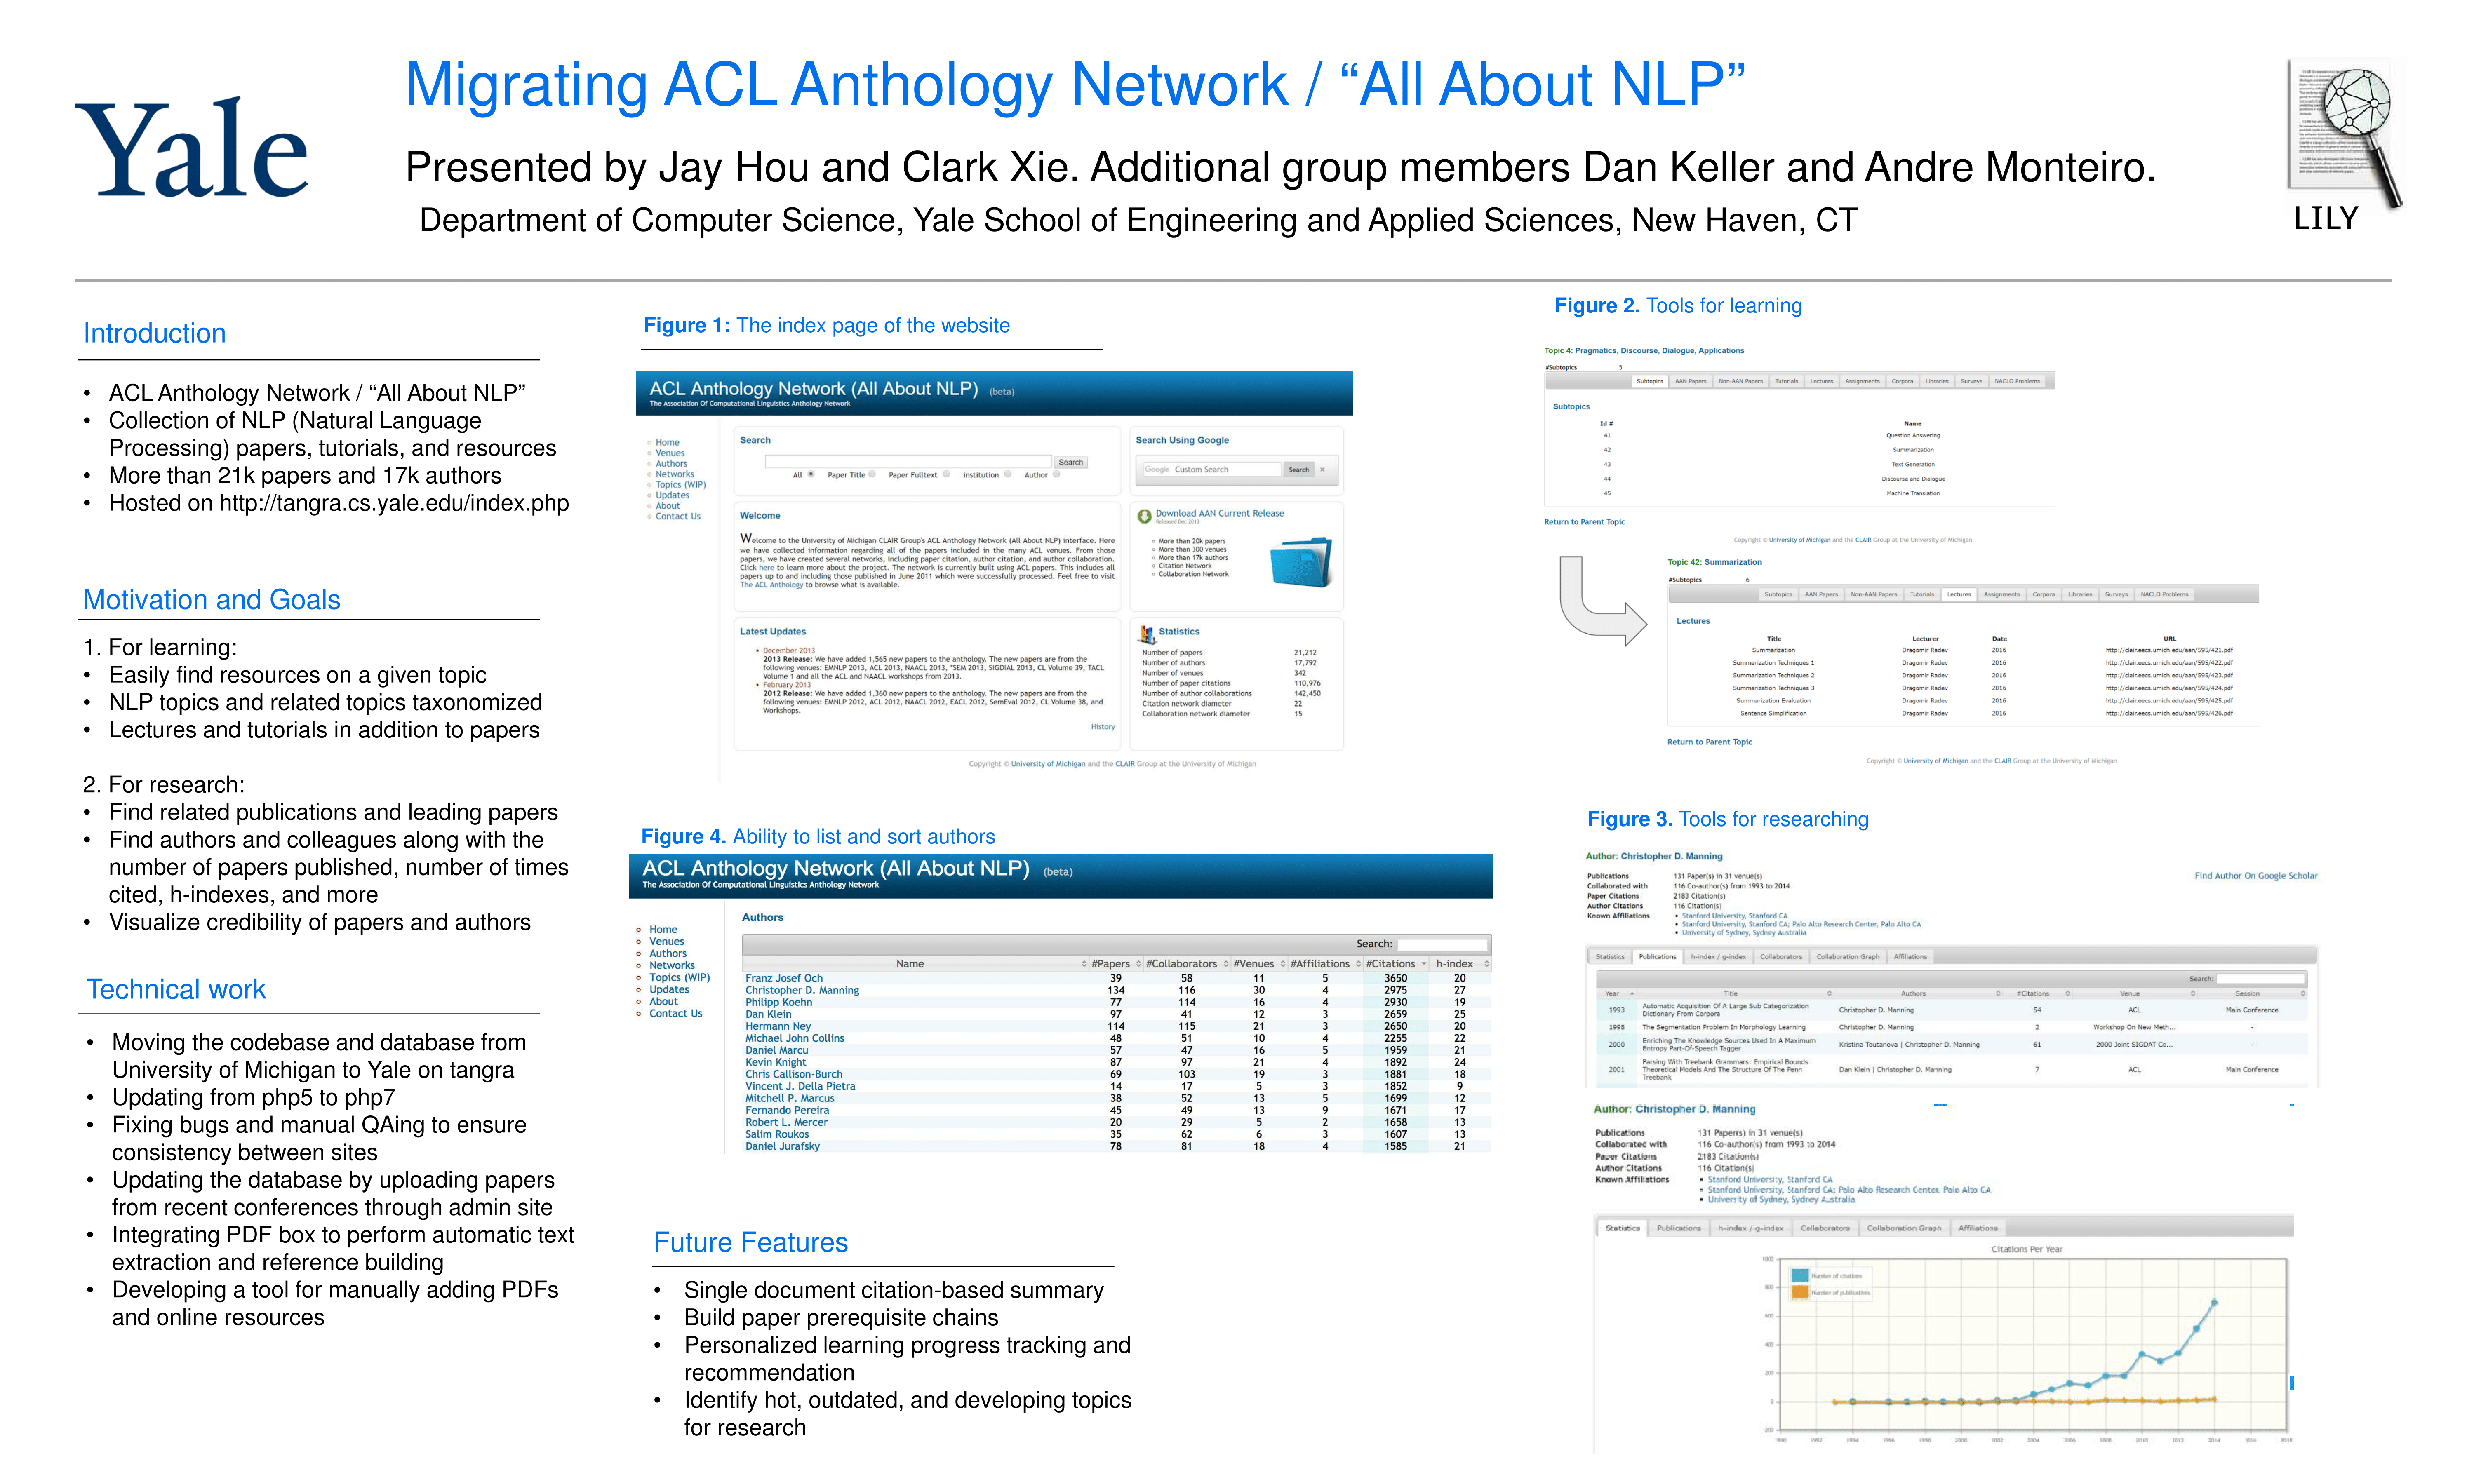 Yale
Migrating ACL Anthology Network / “All About NLP”
Presented by Jay Hou and Clark Xie. Additional group members Dan Keller and Andre Monteiro.
Department of Computer Science, Yale School of Engineering and Applied Sciences, New Haven, CT
LILY
Introduction
• ACL Anthology Network / “All About NLP”
• Collection of NLP (Natural Language
Processing) papers, tutorials, and resources
• More than 21k papers and 17k authors
• Hosted on http://tangra.cs.yale.edu/index.php
Motivation and Goals
1. For learning:
• Easily find resources on a given topic
• NLP topics and related topics taxonomized
• Lectures and tutorials in addition to papers
2. For research:
• Find related publications and leading papers
• Find authors and colleagues along with the
number of papers published, number of times
cited, h-indexes, and more
• Visualize credibility of papers and authors
Technical work
• Moving the codebase and database from
University of Michigan to Yale on tangra
• Updating from php5 to php7
• Fixing bugs and manual QAing to ensure
consistency between sites
• Updating the database by uploading papers
from recent conferences through admin site
• Integrating PDF box to perform automatic text
extraction and reference building
• Developing a tool for manually adding PDFs
and online resources
Figure 1: The index page of the website
ACL Anthology Network (All About NLP) (beta)
The Association Of Computational Linguistics Anthology Network
Home
Venues
Authors
Networks
Topics (WIP)
Updates
About
Contact Us
Search
Search
All Paper Title Paper Fulltext institution Author
Search Using Google
Google Custom Search Search ×
Welcome
Welcome to the University of Michigan CLAIR Group's ACL Anthology Network (All About NLP) interface. Here
we have collected information regarding all of the papers included in the many ACL venues. From those
papers, we have created several networks, including paper citation, author citation, and author collaboration.
Click here to learn more about the project. The network is currently built using ACL papers. This includes all
papers up to and including those published in June 2011 which were successfully processed. Feel free to visit
The ACL Anthology to browse what is available.
Download AAN Current Release
Released Dec 2013
More than 20k papers
More than 300 venues
More than 17k authors
Citation Network
Collaboration Network
Latest Updates
• December 2013
2013 Release: We have added 1,565 new papers to the anthology. The new papers are from the
following venues: EMNLP 2013, ACL 2013, NAACL 2013, *SEM 2013, SIGDIAL 2013, CL Volume 39, TACL
Volume 1 and all the ACL and NAACL workshops from 2013.
• February 2013
2012 Release: We have added 1,360 new papers to the anthology. The new papers are from the
following venues: EMNLP 2012, ACL 2012, NAACL 2012, EACL 2012, SemEval 2012, CL Volume 38, and
Workshops.
History
Statistics
Number of papers 21,212
Number of authors 17,792
Number of venues 342
Number of paper citations 110,976
Number of author collaborations 142,450
Citation network diameter 22
Collaboration network diameter 15
Copyright © University of Michigan and the CLAIR Group at the University of Michigan
Figure 4. Ability to list and sort authors
ACL Anthology Network (All About NLP) (beta)
The Association Of Computational Linguistics Anthology Network
Home
Venues
Authors
Networks
Topics (WIP)
Updates
About
Contact Us
Authors
Search:
Name #Papers #Collaborators #Venues #Affiliations #Citations h-index
Franz Josef Och 39 58 11 5 3650 20
Christopher D. Manning 134 116 30 4 2975 27
Philipp Koehn 77 114 16 4 2930 19
Dan Klein 97 41 12 3 2659 25
Hermann Ney 114 115 21 3 2650 20
Michael John Collins 48 51 10 4 2255 22
Daniel Marcu 57 47 16 5 1959 21
Kevin Knight 87 97 21 4 1892 24
Chris Callison-Burch 69 103 19 3 1881 18
Vincent J. Della Pietra 14 17 5 3 1852 9
Mitchell P. Marcus 38 52 13 5 1699 12
Fernando Pereira 45 49 13 9 1671 17
Robert L. Mercer 20 29 5 2 1658 13
Salim Roukos 35 62 6 3 1607 13
Daniel Jurafsky 78 81 18 4 1585 21
Future Features
• Single document citation-based summary
• Build paper prerequisite chains
• Personalized learning progress tracking and
recommendation
• Identify hot, outdated, and developing topics
for research
Figure 2. Tools for learning
Topic 4: Pragmatics, Discourse, Dialogue, Applications
#Subtopics 5
Subtopics AAN Papers Non-AAN Papers Tutorials Lectures Assignments Corpora Libraries Surveys NACLO Problems
Subtopics
Id # Name
41 Question Answering
42 Summarization
43 Text Generation
44 Discourse and Dialogue
45 Machine Translation
Return to Parent Topic
Copyright © University of Michigan and the CLAIR Group at the University of Michigan
Topic 42: Summarization
#Subtopics 6
Subtopics AAN Papers Non-AAN Papers Tutorials Lectures Assignments Corpora Libraries Surveys NACLO Problems
Lectures
Title Lecturer Date URL
Summarization Dragomir Radev 2016 http://clair.eecs.umich.edu/aan/595/421.pdf
Summarization Techniques 1 Dragomir Radev 2016 http://clair.eecs.umich.edu/aan/595/422.pdf
Summarization Techniques 2 Dragomir Radev 2016 http://clair.eecs.umich.edu/aan/595/423.pdf
Summarization Techniques 3 Dragomir Radev 2016 http://clair.eecs.umich.edu/aan/595/424.pdf
Summarization Evaluation Dragomir Radev 2016 http://clair.eecs.umich.edu/aan/595/425.pdf
Sentence Simplification Dragomir Radev 2016 http://clair.eecs.umich.edu/aan/595/426.pdf
Return to Parent Topic
Copyright © University of Michigan and the CLAIR Group at the University of Michigan
Figure 3. Tools for researching
Author: Christopher D. Manning
Publications 131 Paper(s) in 31 venue(s)
Find Author On Google Scholar
Collaborated with 116 Co-author(s) from 1993 to 2014
Paper Citations 2183 Citation(s)
Author Citations 116 Citation(s)
Known Affiliations • Stanford University, Stanford CA
• Stanford University, Stanford CA; Palo Alto Research Center, Palo Alto CA
• University of Sydney, Sydney Australia
Statistics Publications h-index / g-index Collaborators Collaboration Graph Affiliations
Search:
Year Title Authors #Citations Venue Session
1993 Automatic Acquisition Of A Large Sub Categorization
Dictionary From Corpora Christopher D. Manning 54 ACL Main Conference
1998 The Segmentation Problem In Morphology Learning Christopher D. Manning 2 Workshop On New Meth... -
2000 Enriching The Knowledge Sources Used In A Maximum
Entropy Part-Of-Speech Tagger Kristina Toutanova | Christopher D. Manning 61 2000 Joint SIGDAT Co... -
2001 Parsing With Treebank Grammars: Empirical Bounds
Theoretical Models And The Structure Of The Penn
Treebank Dan Klein | Christopher D. Manning 7 ACL Main Conference
Author: Christopher D. Manning
Publications 131 Paper(s) in 31 venue(s)
Collaborated with 116 Co-author(s) from 1993 to 2014
Paper Citations 2183 Citation(s)
Author Citations 116 Citation(s)
Known Affiliations • Stanford University, Stanford CA
• Stanford University, Stanford CA; Palo Alto Research Center, Palo Alto CA
• University of Sydney, Sydney Australia
Statistics Publications h-index / g-index Collaborators Collaboration Graph Affiliations
Citations Per Year
Number of citations
Number of publications
1000
800
600
400
200
0
-200
1990 1992 1994 1996 1998 2000 2002 2004 2006 2008 2010 2012 2014 2016 2018